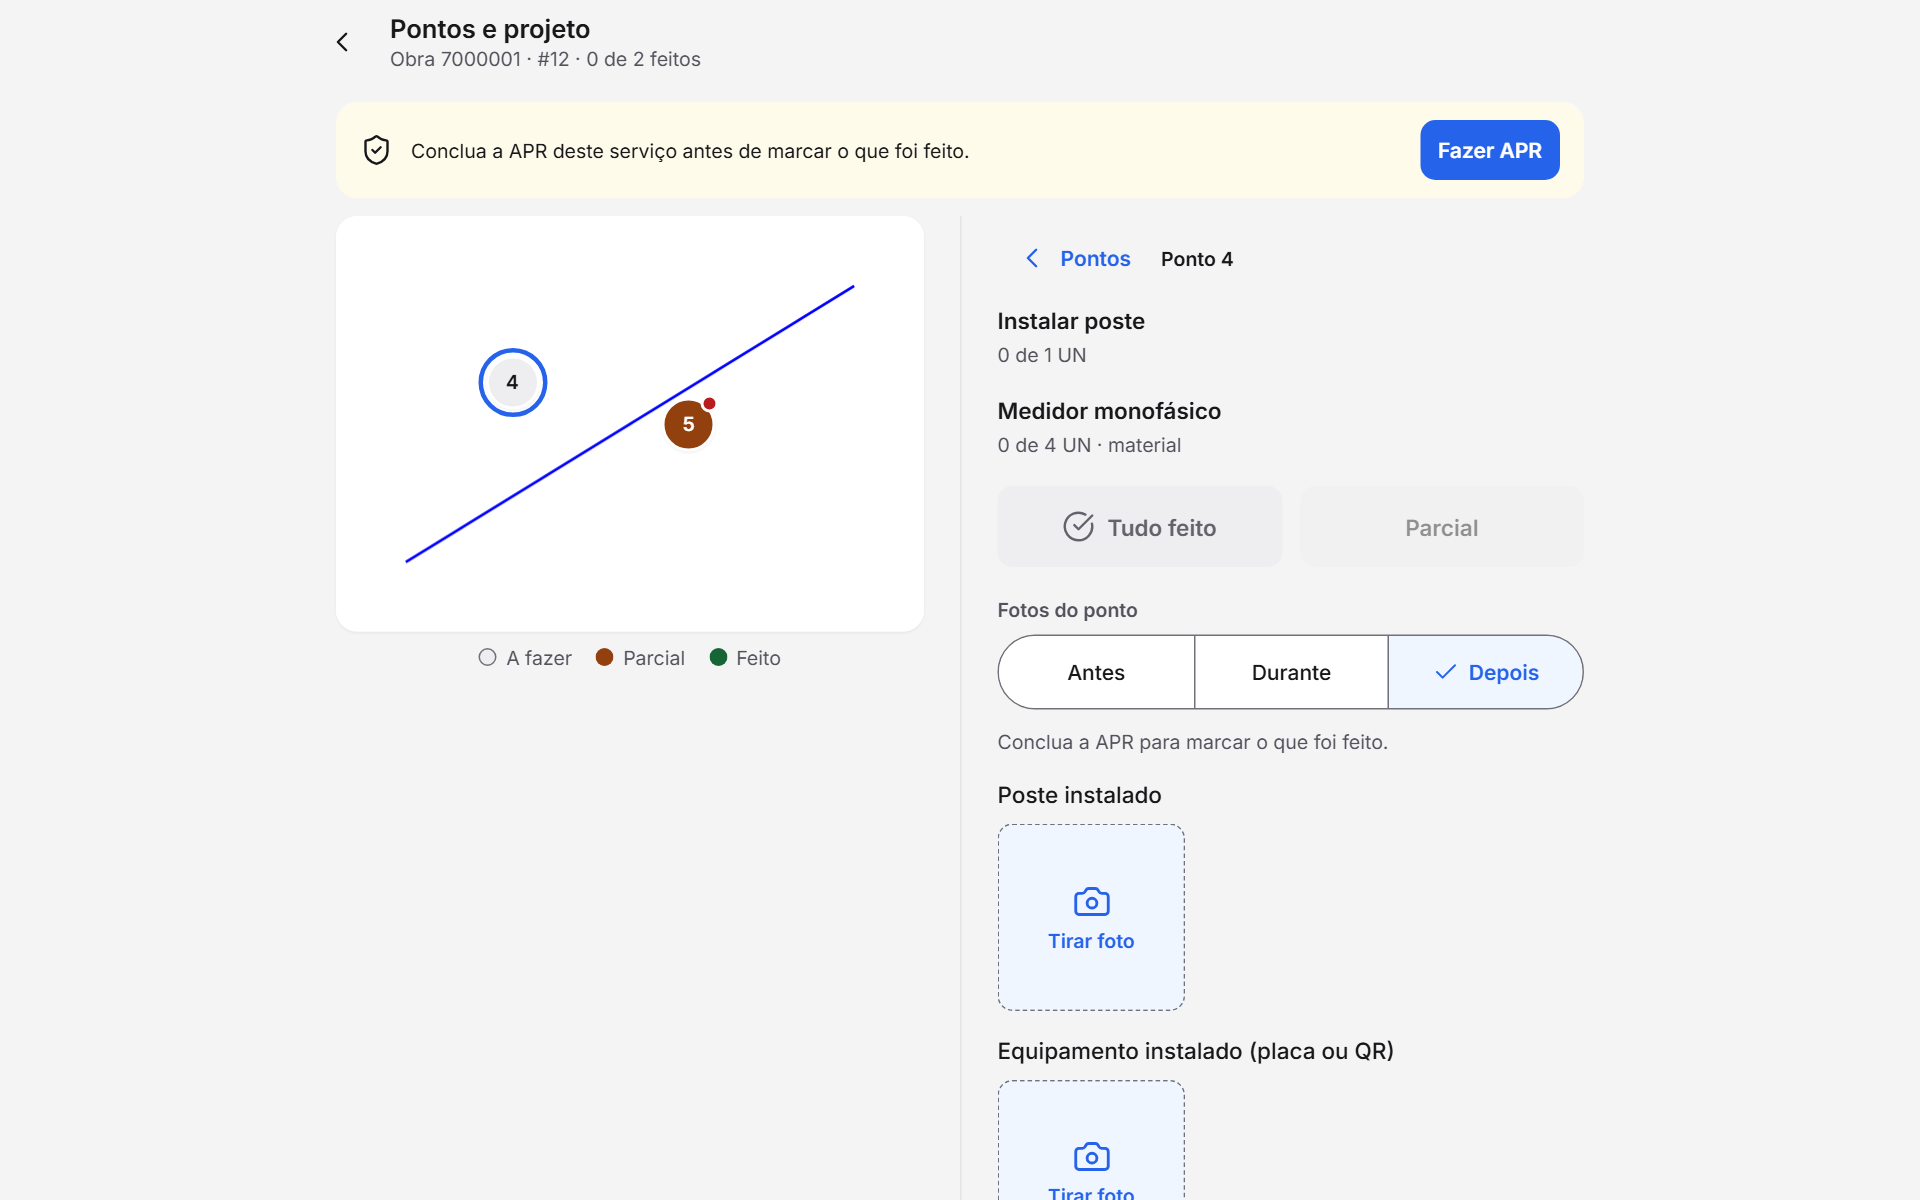 Pontos e projeto
Obra 7000001 · #12 · 0 de 2 feitos
Conclua a APR deste serviço antes de marcar o que foi feito.
Fazer APR
4
5
A fazer
Parcial
Feito
Pontos
Ponto 4
Instalar poste
0 de 1 UN
Medidor monofásico
0 de 4 UN · material
Tudo feito
Parcial
Fotos do ponto
Antes
Durante
Depois
Conclua a APR para marcar o que foi feito.
Poste instalado
Tirar foto
Equipamento instalado (placa ou QR)
Tirar foto